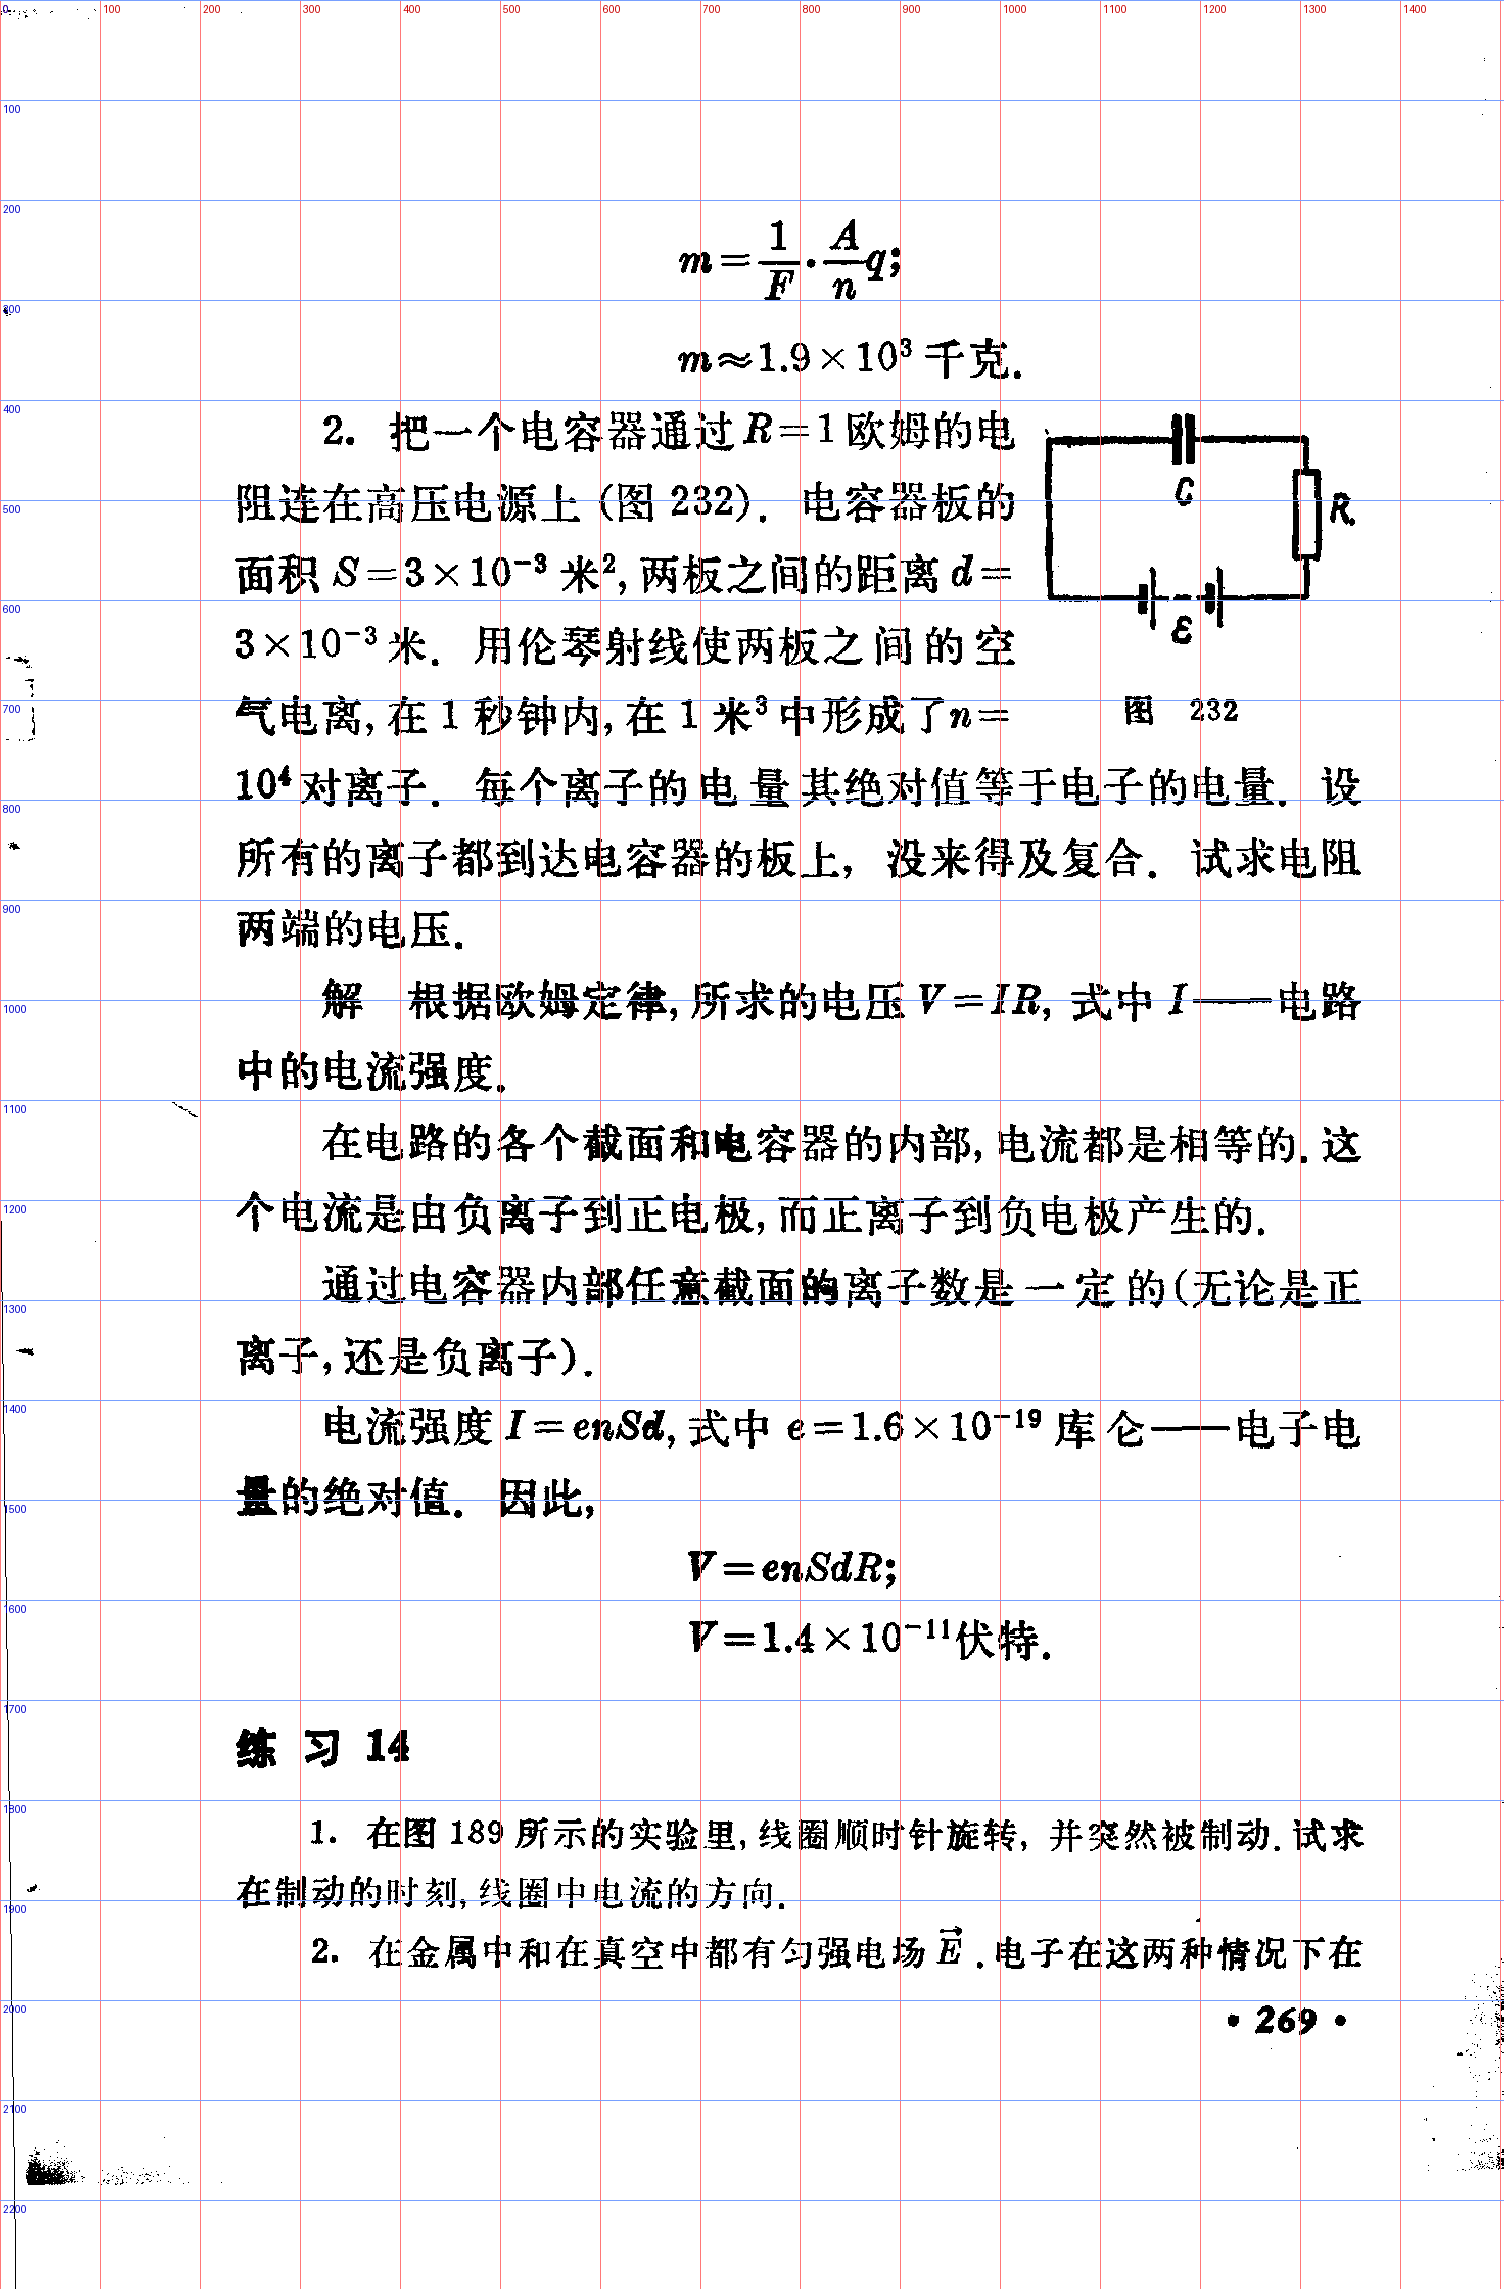 m = 1/F · A/n q;
m≈1.9×10³ 千克.
2. 把一个电容器通过R=1欧姆的电
阻连在高压电源上 (图 232). 电容器板的
面积 S=3×10⁻³ 米², 两板之间的距离 d=
3×10⁻³ 米. 用伦琴射线使两板之间的空
气电离, 在 1 秒钟内, 在 1 米³ 中形成了n=
10⁴ 对离子. 每个离子的电量其绝对值等于电子的电量. 设
所有的离子都到达电容器的板上, 没来得及复合. 试求电阻
两端的电压.
C
R.
ε
图 232
解 根据欧姆定律, 所求的电压 V=IR, 式中 I——电路
中的电流强度.
在电路的各个截面和电容器的内部, 电流都是相等的. 这
个电流是由负离子到正电极, 而正离子到负电极产生的.
通过电容器内部任意截面的离子数是一定的(无论是正
离子, 还是负离子).
电流强度 I=enSd, 式中 e=1.6×10⁻¹⁹ 库仑——电子电
量的绝对值. 因此,
V=enSdR;
V=1.4×10⁻¹¹伏特.
练 习 14
1. 在图 189 所示的实验里, 线圈顺时针旋转, 并突然被制动. 试求
在制动的时刻, 线圈中电流的方向.
2. 在金属中和在真空中都有匀强电场 E⃗. 电子在这两种情况下在
• 269 •